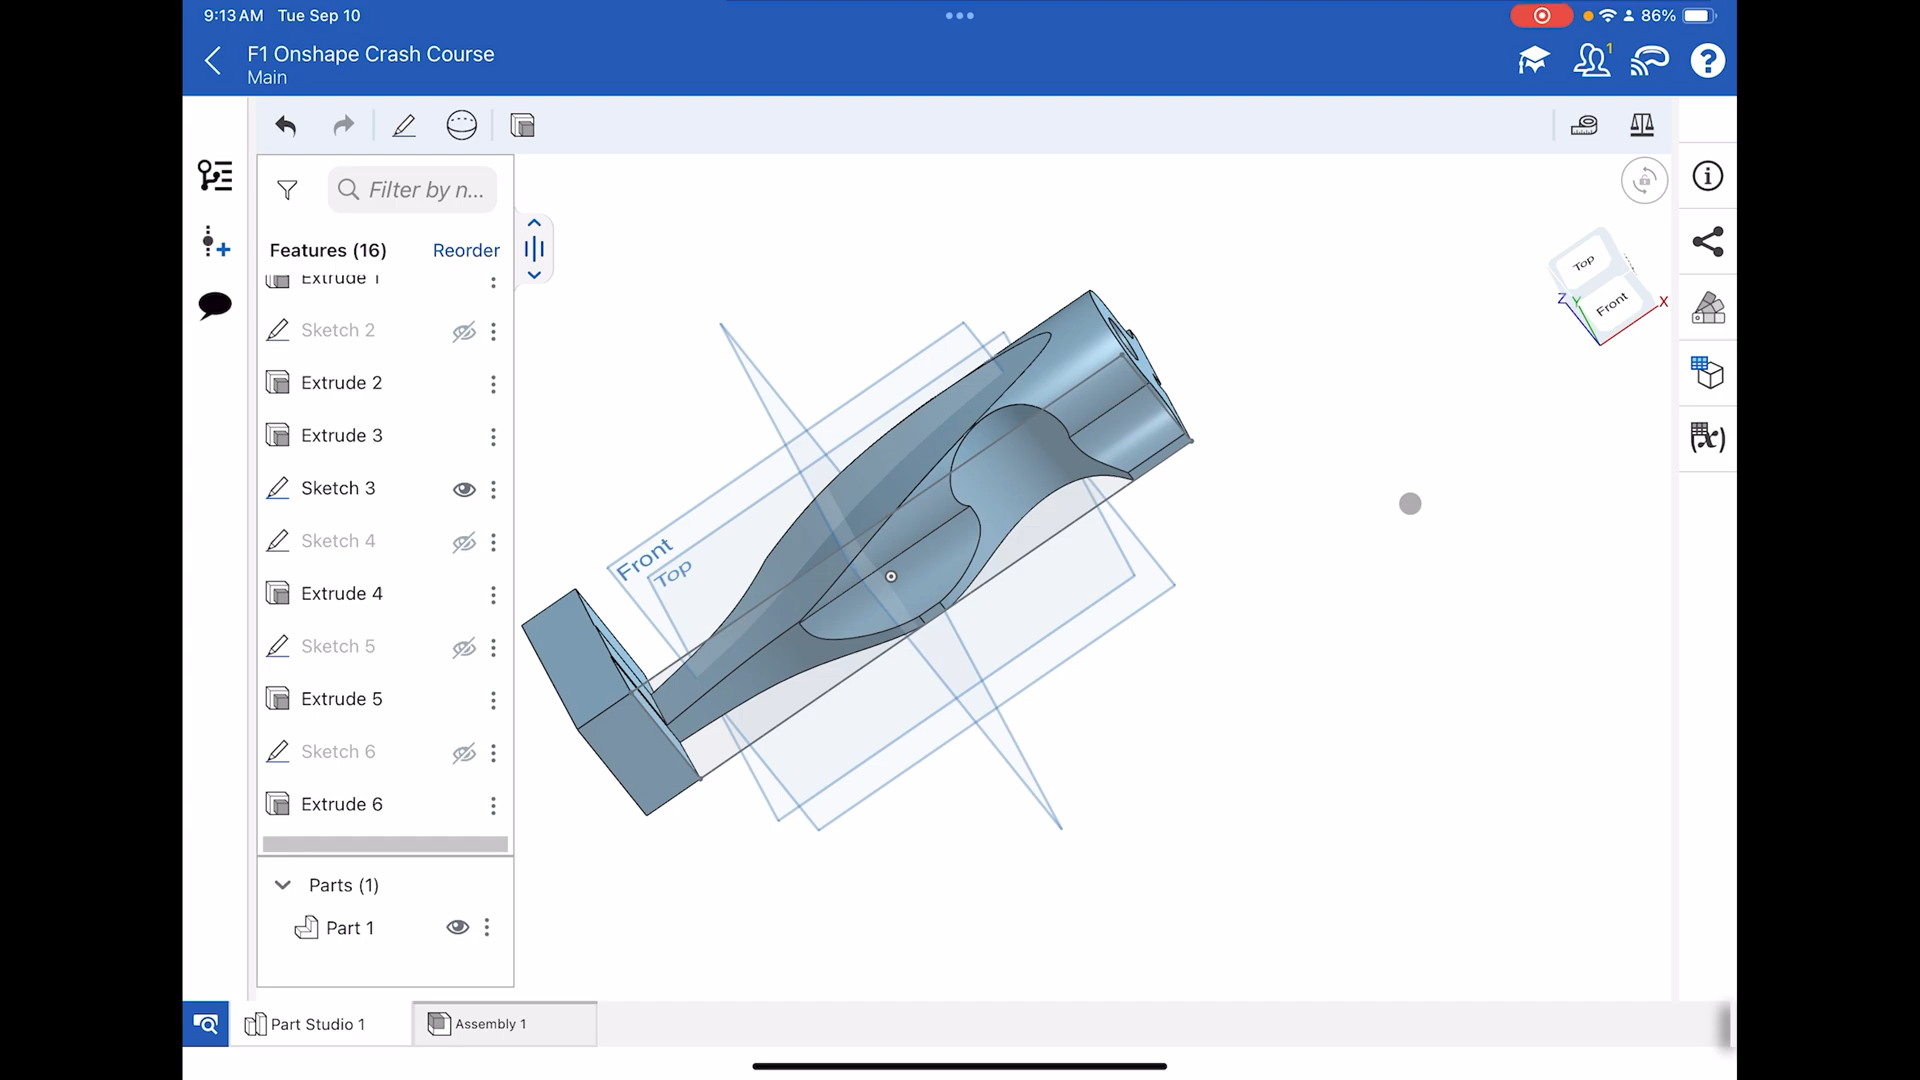 9:13 AM Tue Sep 10
86%
F1 Onshape Crash Course
Main
1
?
Filter by n...
Features (16)
Reorder
Extrude 1
Sketch 2
Extrude 2
Extrude 3
Sketch 3
Sketch 4
Extrude 4
Sketch 5
Extrude 5
Sketch 6
Extrude 6
Parts (1)
Part 1
Front
Top
Top
Front
Z
Y
X
i
(x)
Part Studio 1
Assembly 1